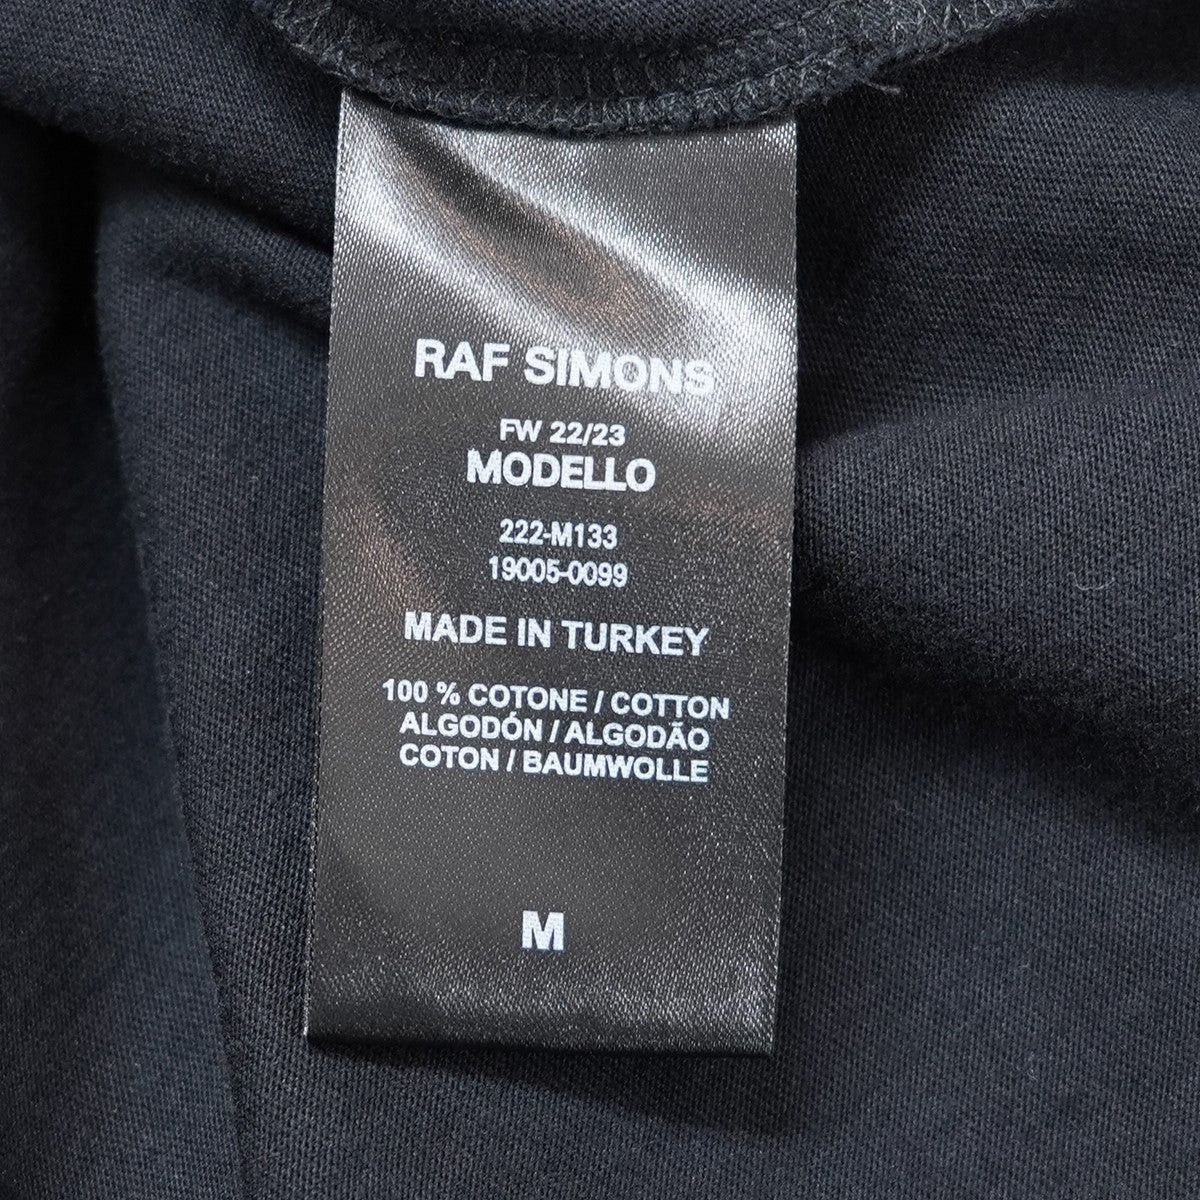 RAF SIMONS
FW 22/23
MODELLO
222-M133
19005-0099
MADE IN TURKEY
100 % COTONE / COTTON
ALGODÓN / ALGODÃO
COTON / BAUMWOLLE
M